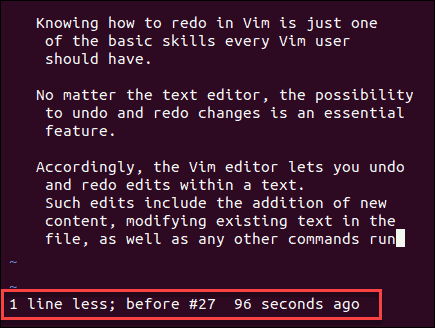 Knowing how to redo in Vim is just one
of the basic skills every Vim user
should have.
No matter the text editor, the possibility
to undo and redo changes is an essential
feature.
Accordingly, the Vim editor lets you undo
and redo edits within a text.
Such edits include the addition of new
content, modifying existing text in the
file, as well as any other commands run
~
~
1 line less; before #27  96 seconds ago